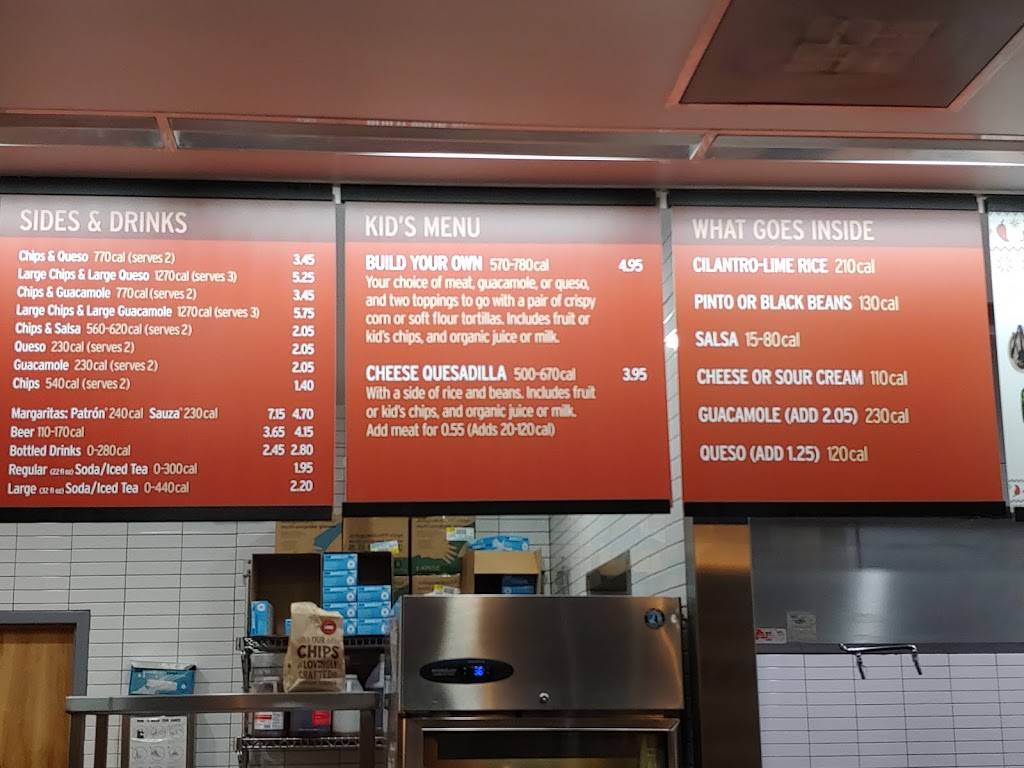 SIDES & DRINKS
Chips & Queso 770cal (serves 2) 3.45
Large Chips & Large Queso 1270cal (serves 3) 5.25
Chips & Guacamole 770cal (serves 2) 3.45
Large Chips & Large Guacamole 1270cal (serves 3) 5.75
Chips & Salsa 560-620cal (serves 2) 2.05
Queso 230cal (serves 2) 2.05
Guacamole 230cal (serves 2) 2.05
Chips 540cal (serves 2) 1.40
Margaritas: Patrón® 240cal Sauza® 230cal 7.15 4.70
Beer 110-170cal 3.65 4.15
Bottled Drinks 0-280cal 2.45 2.80
Regular (22 fl oz) Soda/Iced Tea 0-300cal 1.95
Large (32 fl oz) Soda/Iced Tea 0-440cal 2.20
KID'S MENU
BUILD YOUR OWN 570-780cal 4.95
Your choice of meat, guacamole, or queso,
and two toppings to go with a pair of crispy
corn or soft flour tortillas. Includes fruit or
kid's chips, and organic juice or milk.
CHEESE QUESADILLA 500-670cal 3.95
With a side of rice and beans. Includes fruit
or kid's chips, and organic juice or milk.
Add meat for 0.55 (Adds 20-120cal)
WHAT GOES INSIDE
CILANTRO-LIME RICE 210cal
PINTO OR BLACK BEANS 130cal
SALSA 15-80cal
CHEESE OR SOUR CREAM 110cal
GUACAMOLE (ADD 2.05) 230cal
QUESO (ADD 1.25) 120cal
OUR
CHIPS
LOVINGLY
CRAFTED
36